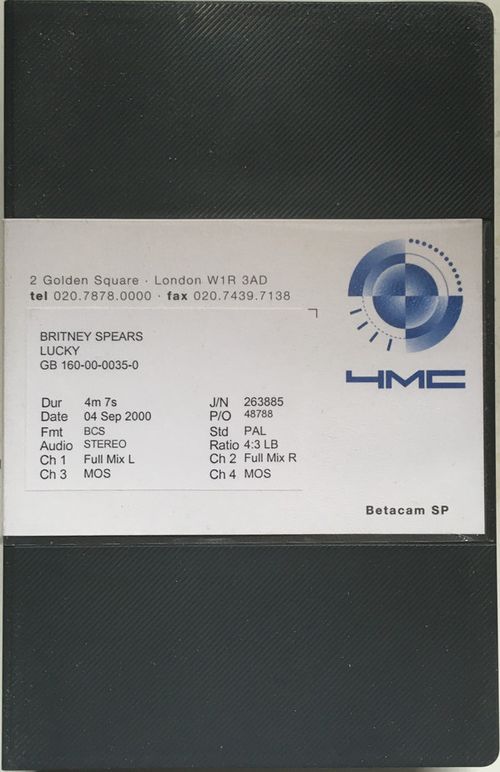 2 Golden Square · London W1R 3AD
tel 020.7878.0000 · fax 020.7439.7138
BRITNEY SPEARS
LUCKY
GB 160-00-0035-0
Dur 4m 7s J/N 263885
Date 04 Sep 2000 P/O 48788
Fmt BCS Std PAL
Audio STEREO Ratio 4:3 LB
Ch 1 Full Mix L Ch 2 Full Mix R
Ch 3 MOS Ch 4 MOS
4MC
Betacam SP